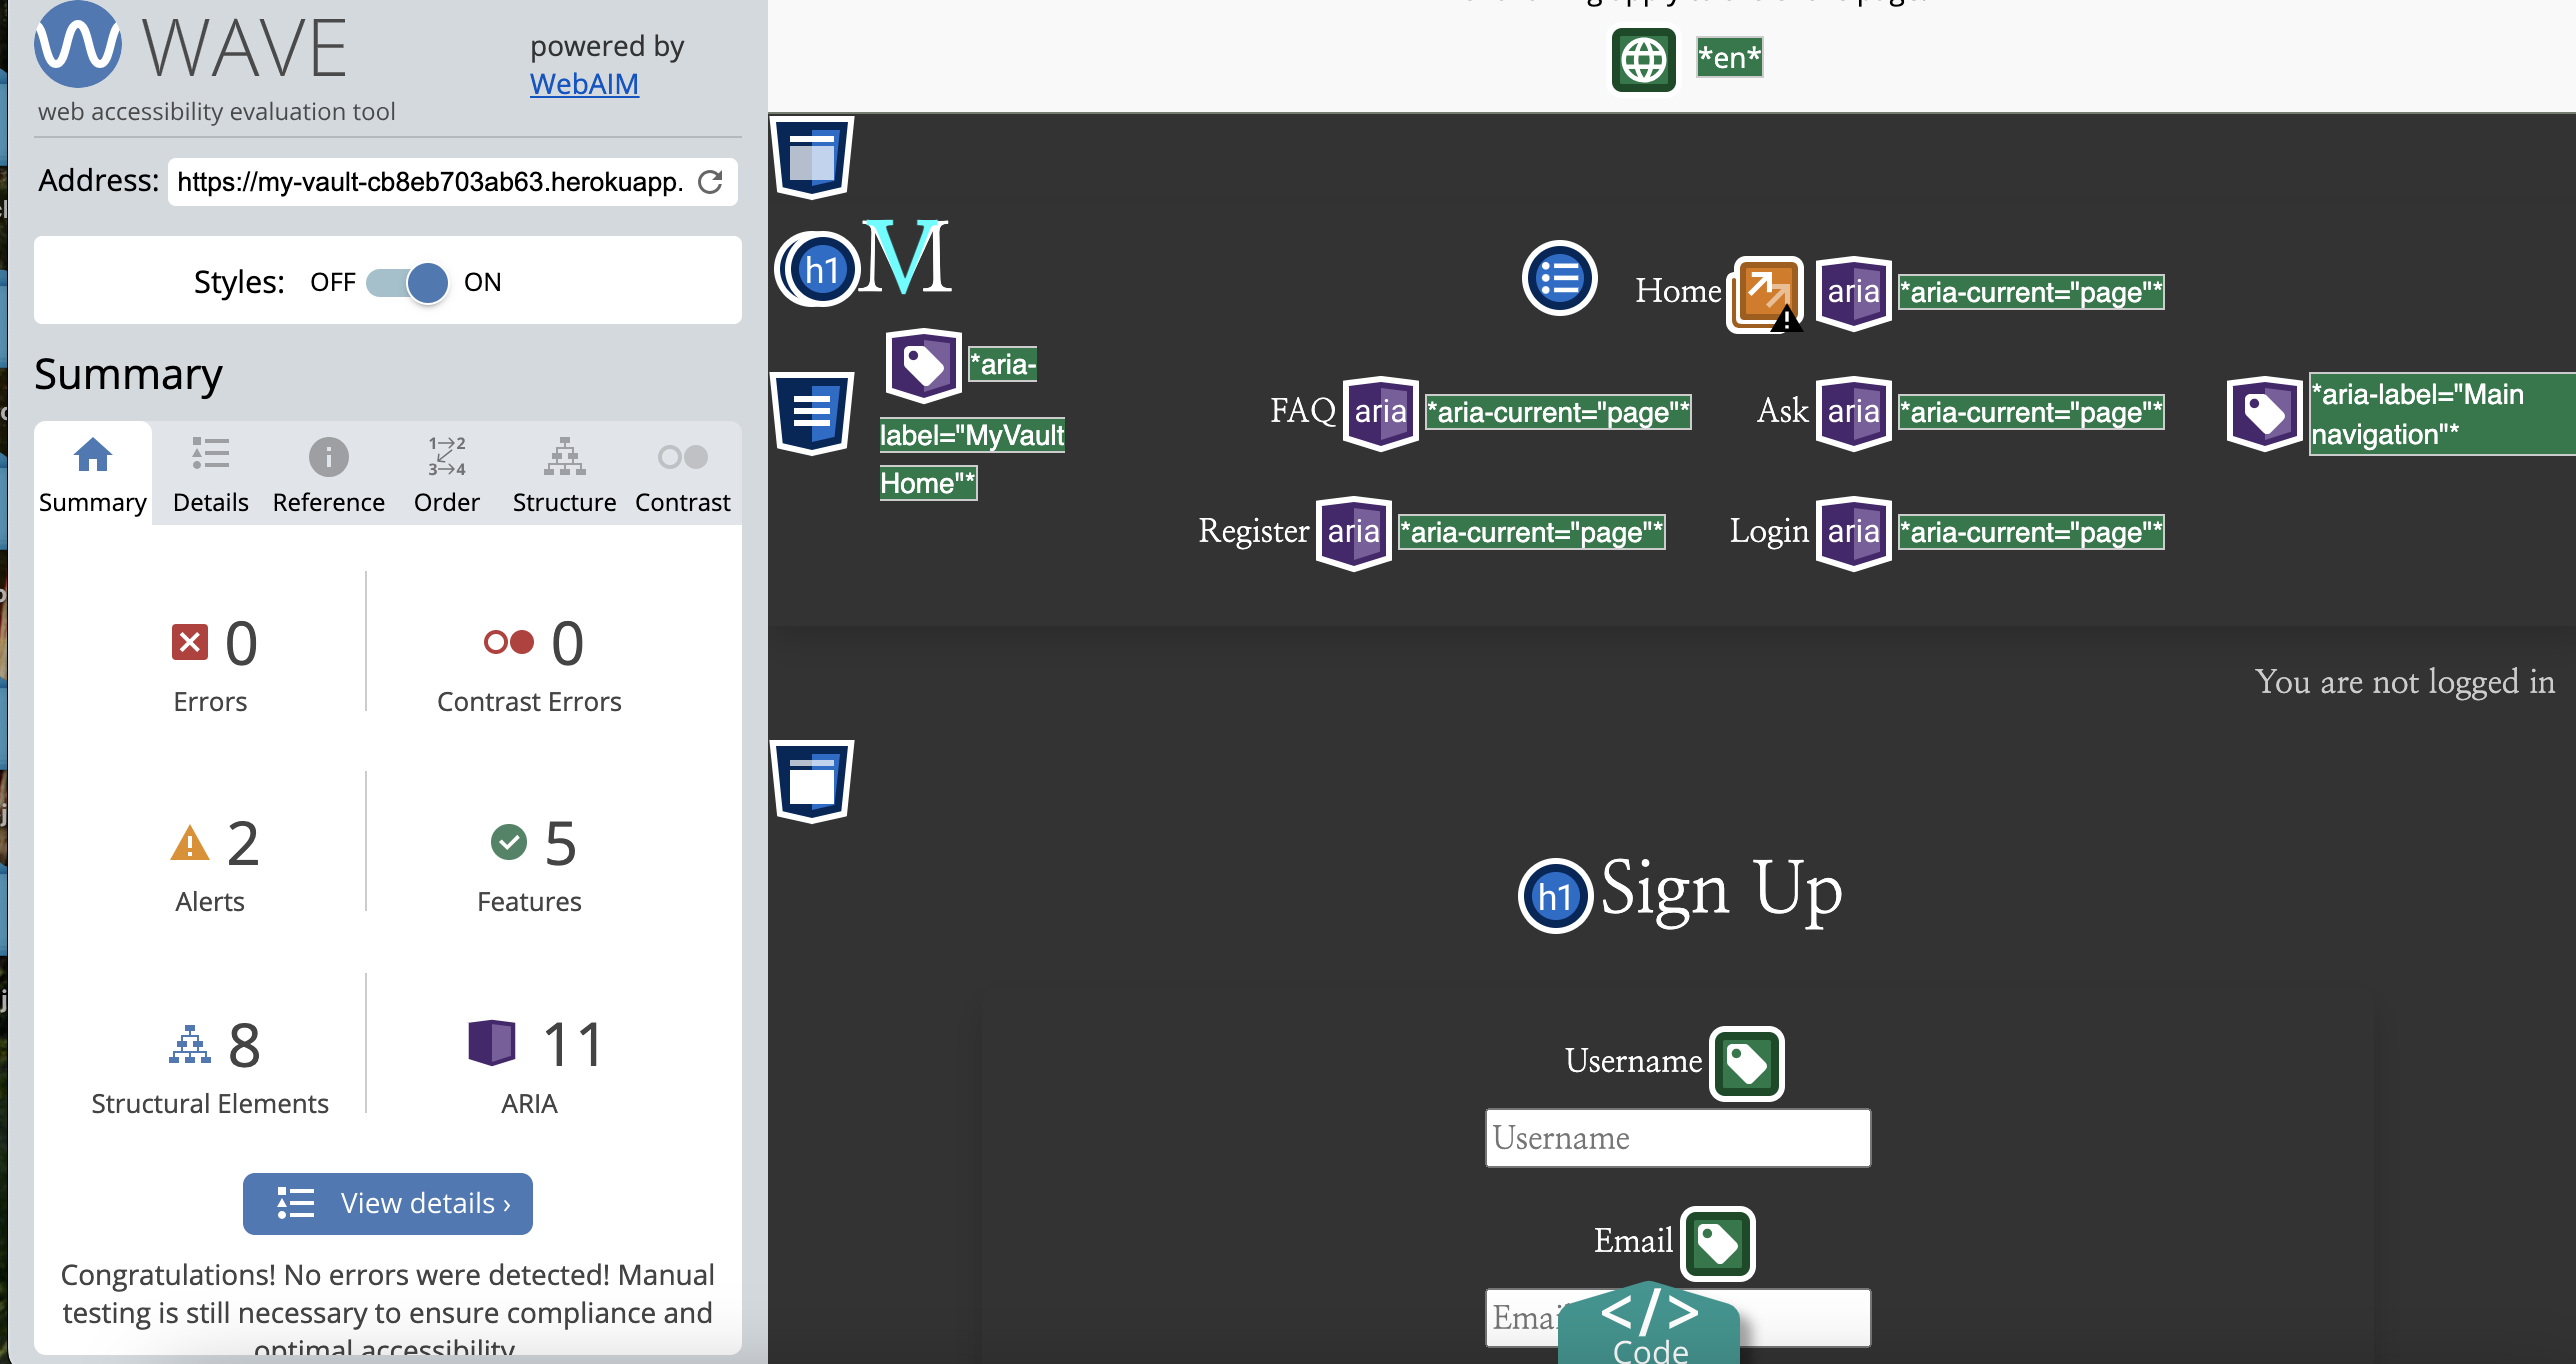 WAVE
powered by
WebAIM
web accessibility evaluation tool
Address: https://my-vault-cb8eb703ab63.herokuapp.
Styles: OFF ON
Summary
Summary Details Reference Order Structure Contrast
0 Errors
0 Contrast Errors
2 Alerts
5 Features
8 Structural Elements
11 ARIA
View details ›
Congratulations! No errors were detected! Manual
testing is still necessary to ensure compliance and
optimal accessibility
*en*
h1 MV
*aria-
label="MyVault
Home"*
Home aria *aria-current="page"*
FAQ aria *aria-current="page"*
Ask aria *aria-current="page"*
*aria-label="Main
navigation"*
Register aria *aria-current="page"*
Login aria *aria-current="page"*
You are not logged in
h1 Sign Up
Username
Username
Email
Emai
</>
Code